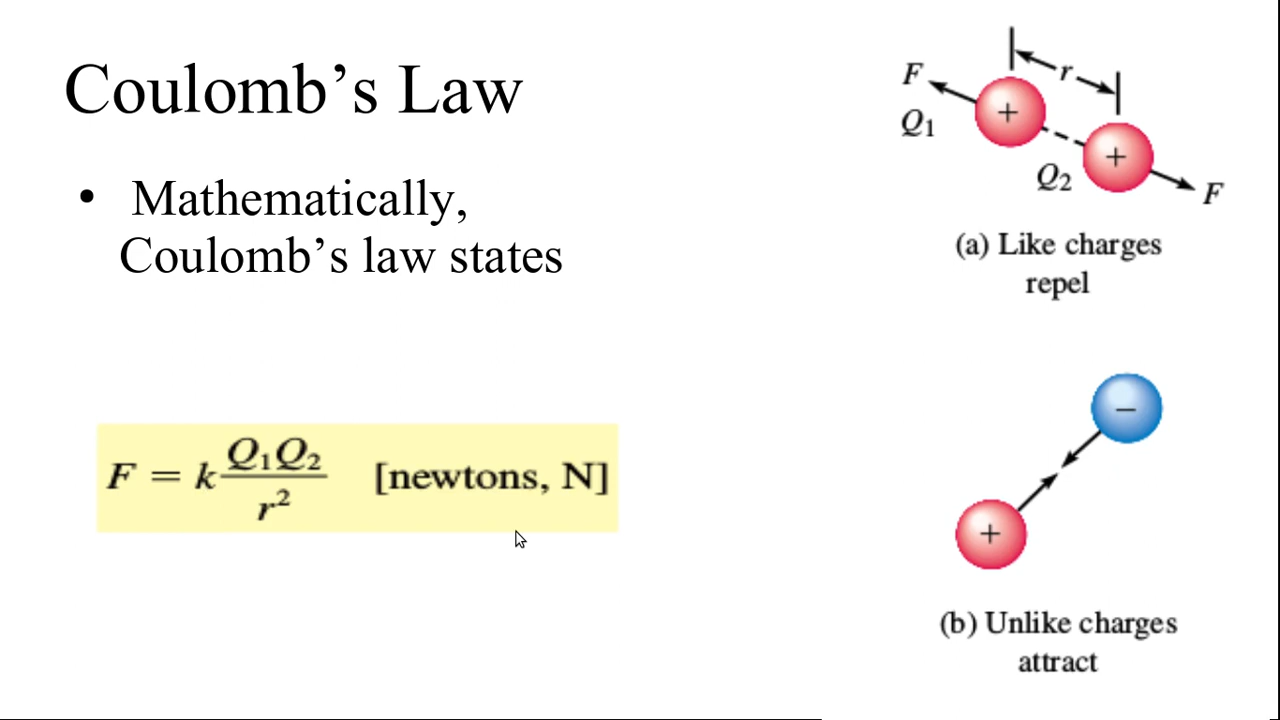 Coulomb’s Law
• Mathematically,
Coulomb’s law states
F = k Q₁Q₂ / r² [newtons, N]
r
F
Q₁
+
+
Q₂
F
(a) Like charges
repel
−
+
(b) Unlike charges
attract